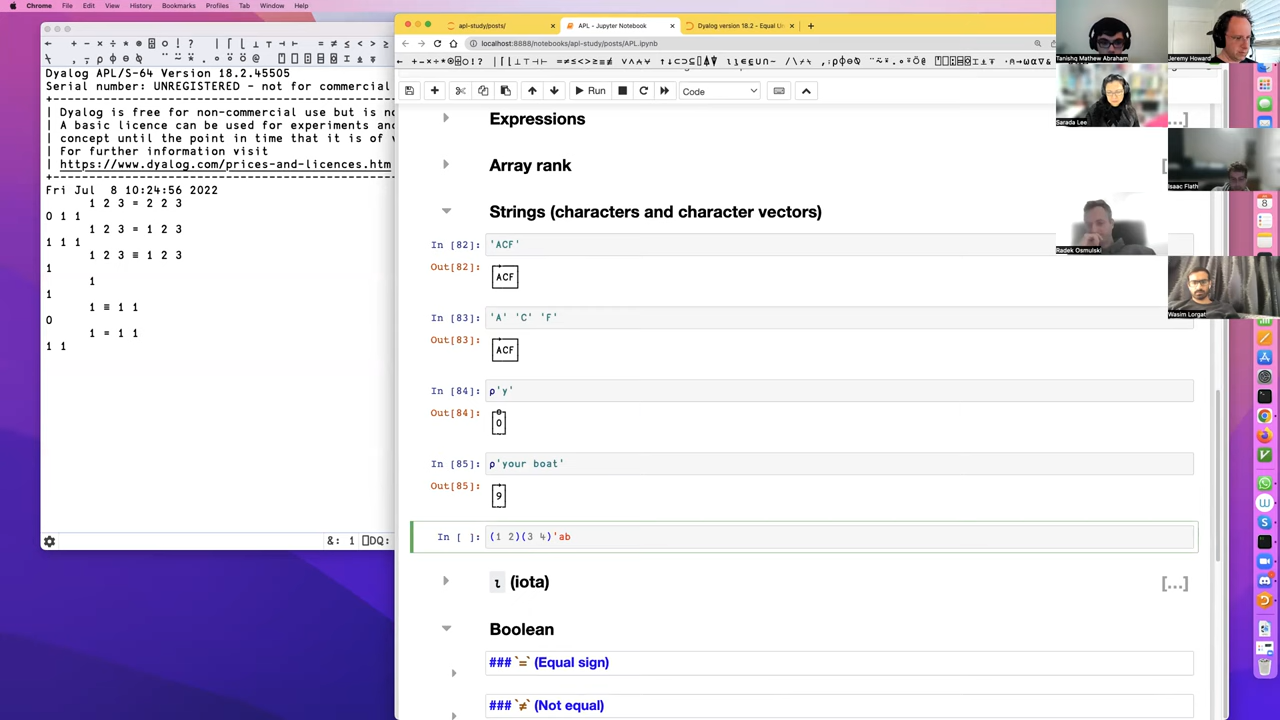 Chrome File Edit View History Bookmarks Profiles Tab Window Help
Dyalog APL/S-64 Version 18.2.45505
Serial number: UNREGISTERED - not for commercial
+---------------------------------------
| Dyalog is free for non-commercial use but is no
| A basic licence can be used for experiments and
| concept until the point in time that it is of v
| For further information visit
| https://www.dyalog.com/prices-and-licences.htm
+---------------------------------------
Fri Jul 8 10:24:56 2022
1 2 3 = 2 2 3
0 1 1
1 2 3 = 1 2 3
1 1 1
1 2 3 ≡ 1 2 3
1
1
1
1 ≡ 1 1
0
1 = 1 1
1 1
&: 1 ⎕DQ:
apl-study/posts/
APL - Jupyter Notebook
Dyalog version 18.2 - Equal U
localhost:8888/notebooks/apl-study/posts/APL.ipynb
Run
Code
Expressions
Array rank
Strings (characters and character vectors)
In [82]: 'ACF'
Out[82]: ACF
In [83]: 'A' 'C' 'F'
Out[83]: ACF
In [84]: ⍴'y'
Out[84]: 0
In [85]: ⍴'your boat'
Out[85]: 9
In [ ]: (1 2)(3 4)'ab
⍳ (iota)
[...]
Boolean
### `=` (Equal sign)
### `≠` (Not equal)
Tanishq Mathew Abraham
Jeremy Howard
Sarada Lee
Isaac Flath
Radek Osmulski
Wasim Lorgat